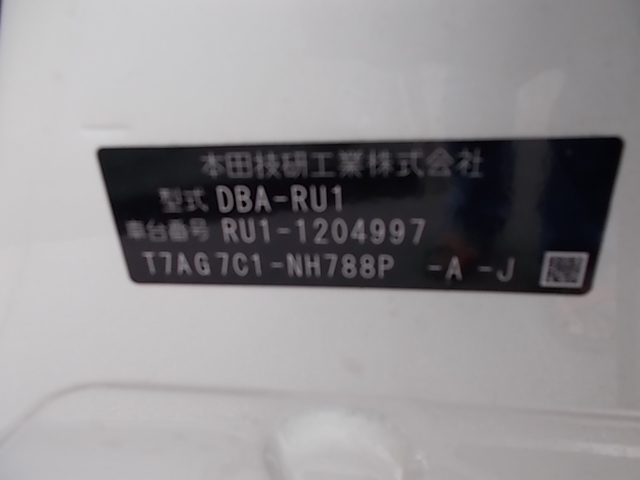 本田技研工業株式会社
型式 DBA-RU1
車台番号 RU1-1204997
T7AG7C1-NH788P -A -J